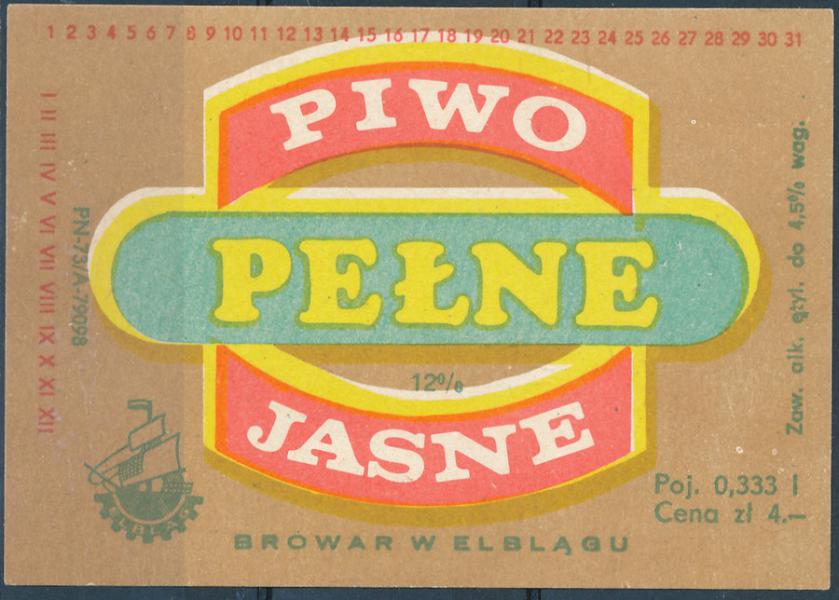 1 2 3 4 5 6 7 8 9 10 11 12 13 14 15 16 17 18 19 20 21 22 23 24 25 26 27 28 29 30 31
I II III IV V VI VII VIII IX X XI XII
PN-73/A-79098
PIWO
PEŁNE
12%
JASNE
Zaw. alk. etyl. do 4,5% wag.
Poj. 0,333 l
Cena zł 4.—
ELBLĄG
BROWAR W ELBLĄGU